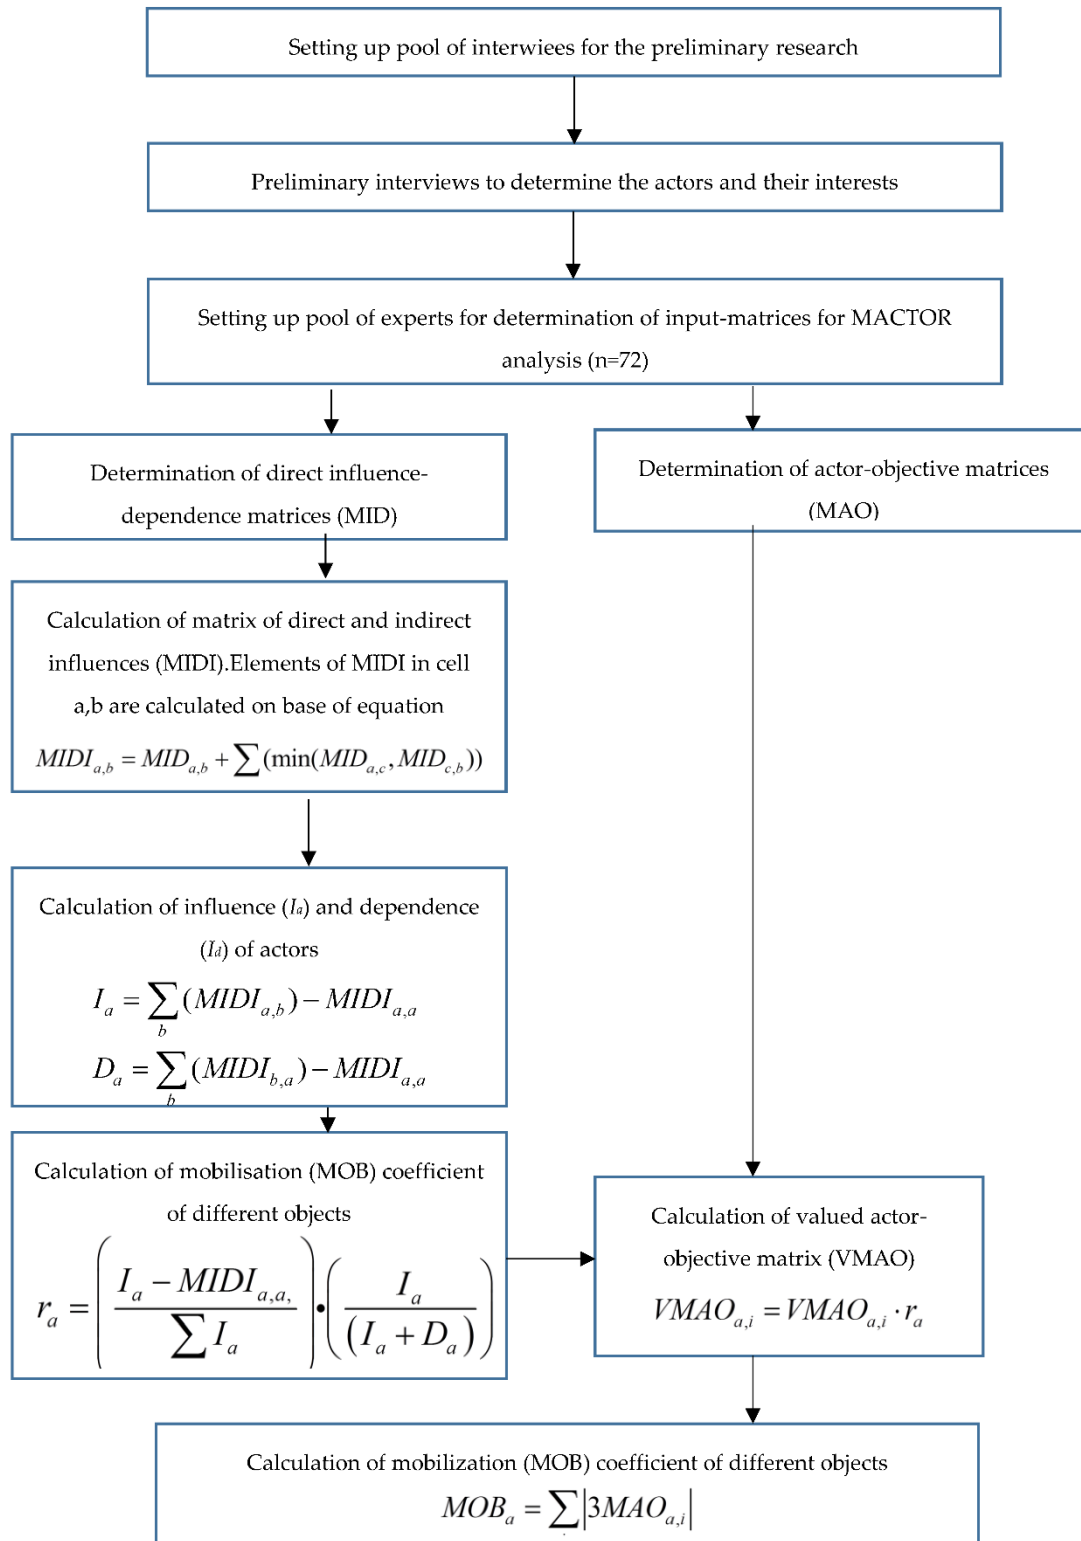 Setting up pool of interwiees for the preliminary research
Preliminary interviews to determine the actors and their interests
Setting up pool of experts for determination of input-matrices for MACTOR
analysis (n=72)
Determination of direct influence-
dependence matrices (MID)
Determination of actor-objective matrices
(MAO)
Calculation of matrix of direct and indirect
influences (MIDI).Elements of MIDI in cell
a,b are calculated on base of equation
MIDI_{a,b} = MID_{a,b} + ∑(min(MID_{a,c}, MID_{c,b}))
Calculation of influence (I_a) and dependence
(I_d) of actors
I_a = ∑_b (MIDI_{a,b}) − MIDI_{a,a}
D_a = ∑_b (MIDI_{b,a}) − MIDI_{a,a}
Calculation of mobilisation (MOB) coefficient
of different objects
r_a = ((I_a − MIDI_{a,a,}) / ∑ I_a) • (I_a / (I_a + D_a))
Calculation of valued actor-
objective matrix (VMAO)
VMAO_{a,i} = VMAO_{a,i} · r_a
Calculation of mobilization (MOB) coefficient of different objects
MOB_a = ∑ |3MAO_{a,i}|